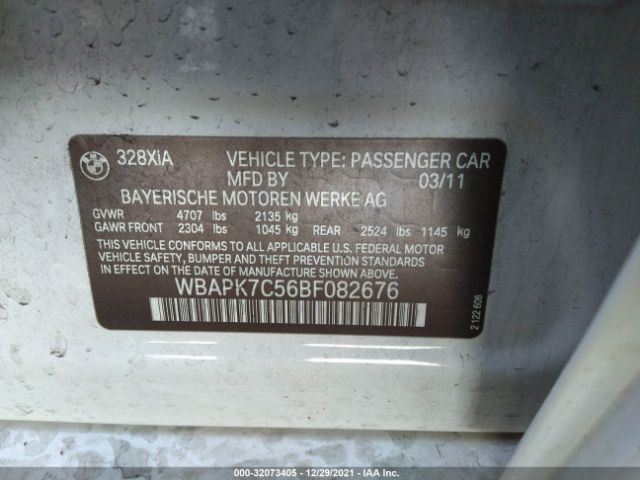 BMW
328XiA VEHICLE TYPE: PASSENGER CAR
MFD BY 03/11
BAYERISCHE MOTOREN WERKE AG
GVWR 4707 lbs 2135 kg
GAWR FRONT 2304 lbs 1045 kg REAR 2524 lbs 1145 kg
THIS VEHICLE CONFORMS TO ALL APPLICABLE U.S. FEDERAL MOTOR
VEHICLE SAFETY, BUMPER AND THEFT PREVENTION STANDARDS
IN EFFECT ON THE DATE OF MANUFACTURE SHOWN ABOVE.
WBAPK7C56BF082676
2 122 606
000-32073405 - 12/29/2021 - IAA Inc.